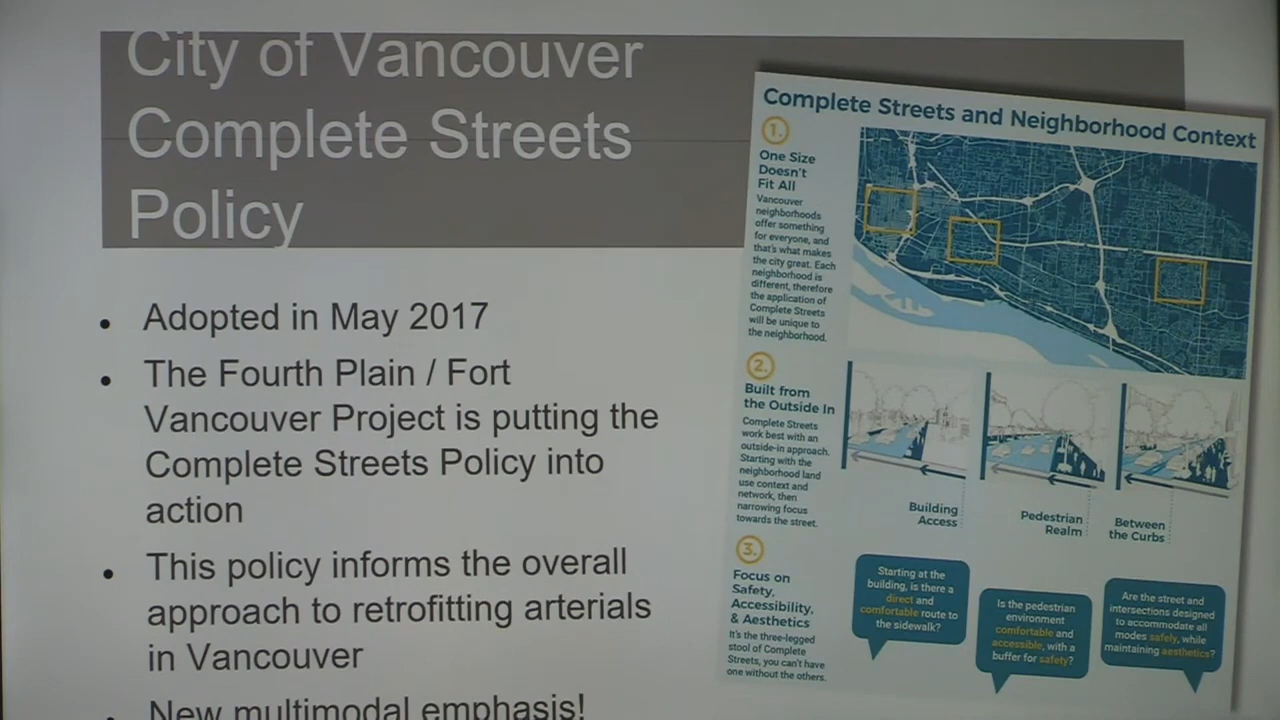 City of Vancouver
Complete Streets
Policy
Adopted in May 2017
The Fourth Plain / Fort
Vancouver Project is putting the
Complete Streets Policy into
action
This policy informs the overall
approach to retrofitting arterials
in Vancouver
New multimodal emphasis!
Complete Streets and Neighborhood Context
1.
One Size
Doesn't
Fit All
Vancouver
neighborhoods
offer something
for everyone, and
that's what makes
the city great. Each
neighborhood is
different, therefore
the application of
Complete Streets
will be unique to
the neighborhood.
2.
Built from
the Outside In
Complete Streets
work best with an
outside-in approach.
Starting with the
neighborhood land
use context and
network, then
narrowing focus
towards the street.
Building
Access
Pedestrian
Realm
Between
the Curbs
3.
Focus on
Safety,
Accessibility,
& Aesthetics
It's the three-legged
stool of Complete
Streets, you can't have
one without the others.
Starting at the
building, is there a
direct and
comfortable route to
the sidewalk?
Is the pedestrian
environment
comfortable and
accessible, with a
buffer for safety?
Are the street and
intersections designed
to accommodate all
modes safely, while
maintaining aesthetics?